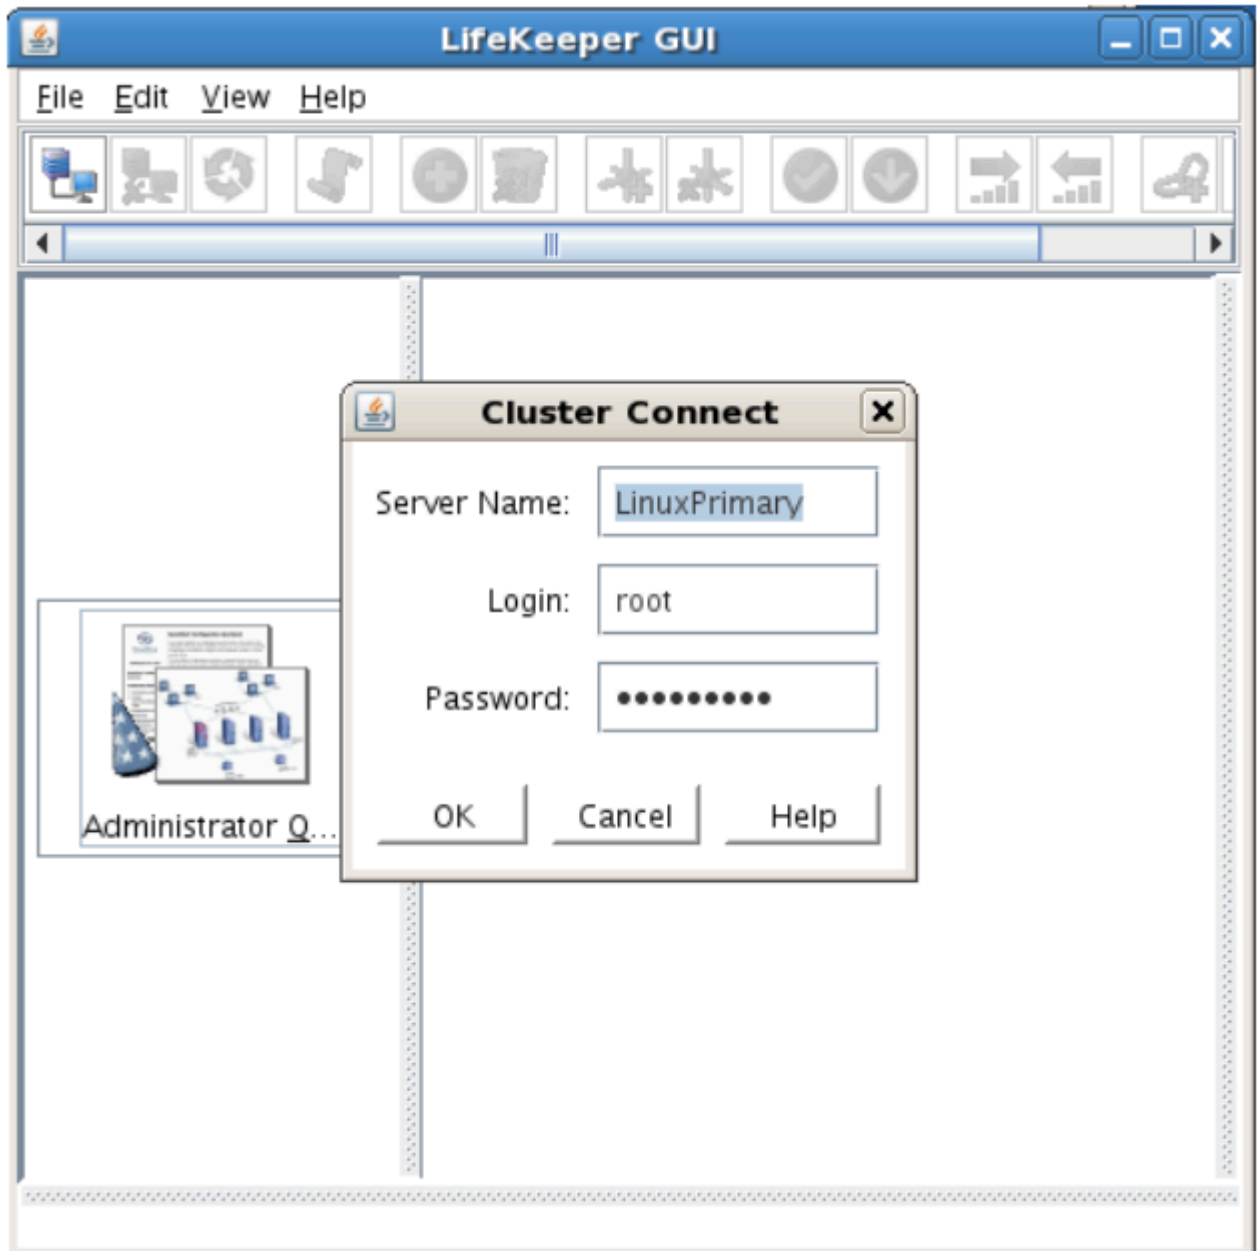 LifeKeeper GUI
File Edit View Help
Cluster Connect
Server Name: LinuxPrimary
Login: root
Password: •••••••••
OK Cancel Help
Administrator Q...